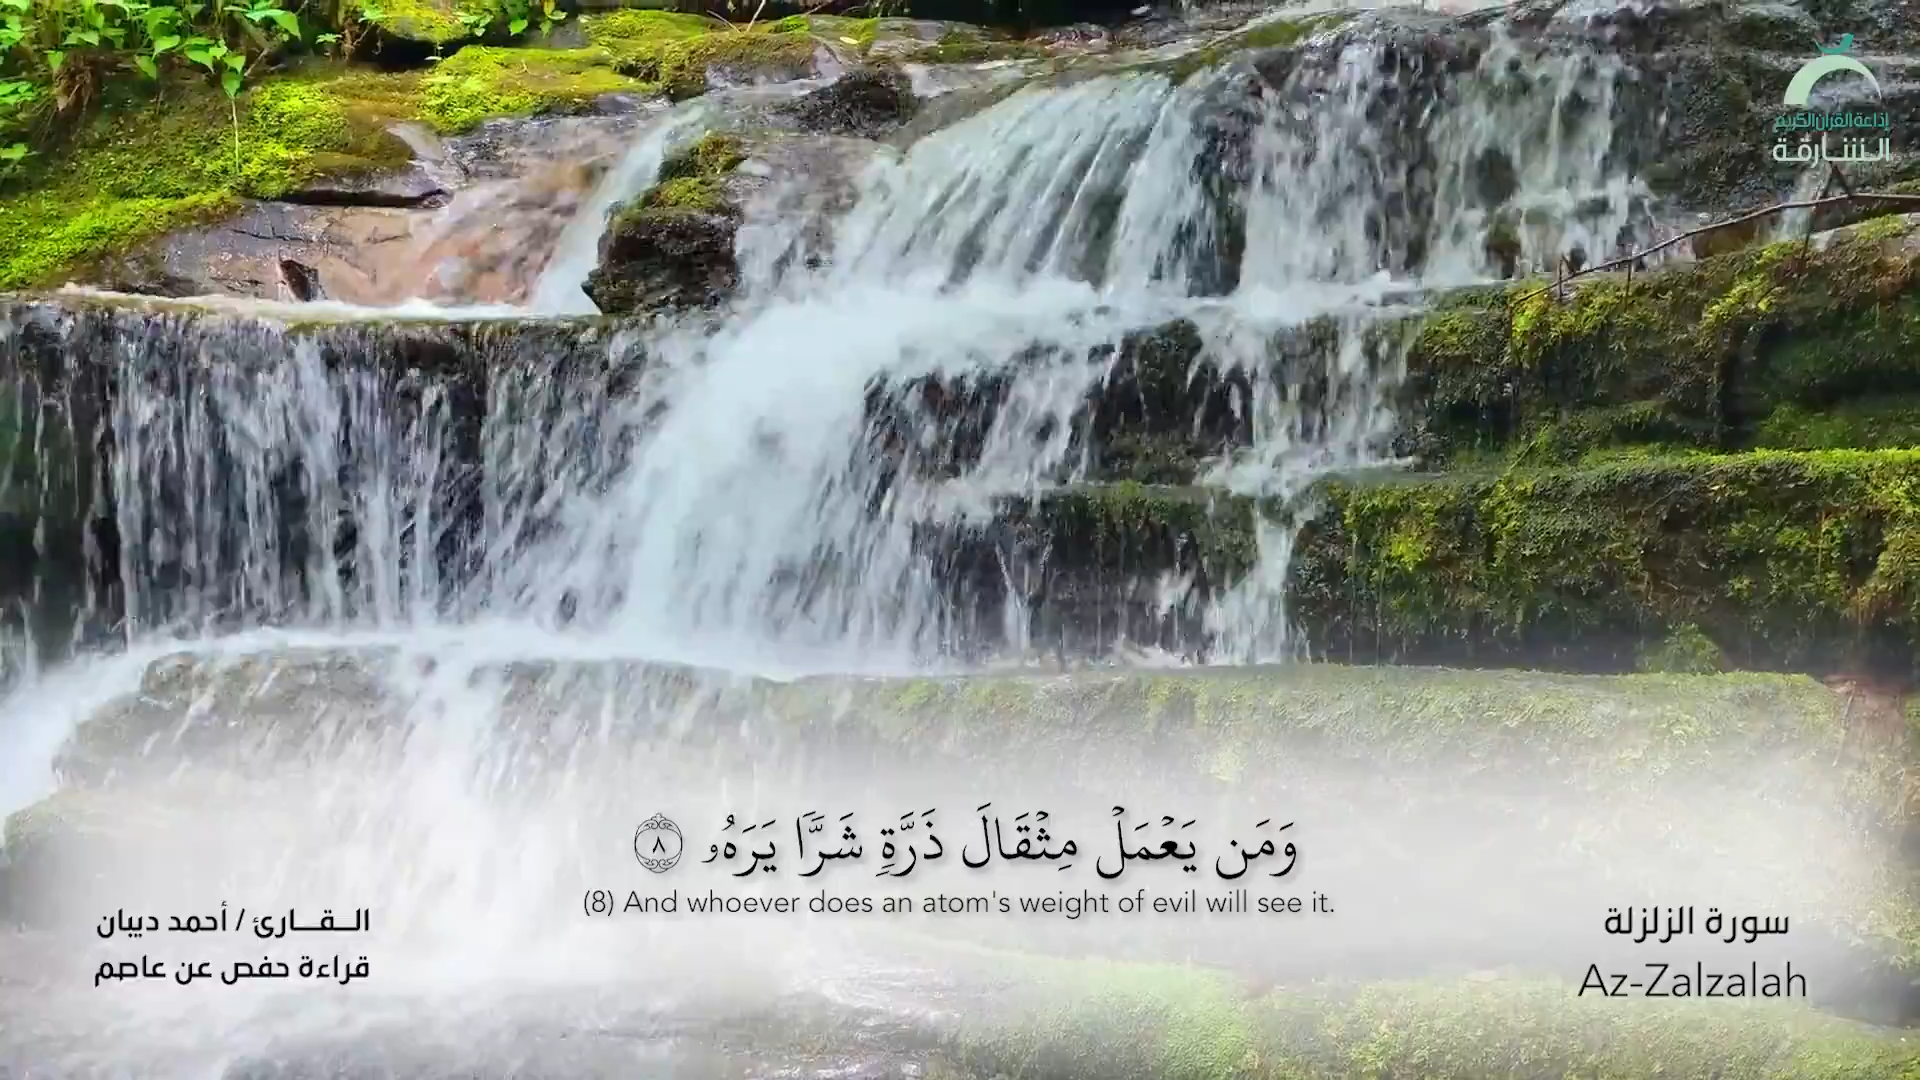 إذاعة القرآن الكريم
الشارقة
وَمَن يَعْمَلْ مِثْقَالَ ذَرَّةٍ شَرًّا يَرَهُۥ ٨
(8) And whoever does an atom's weight of evil will see it.
القارئ / أحمد ديبان
قراءة حفص عن عاصم
سورة الزلزلة
Az-Zalzalah